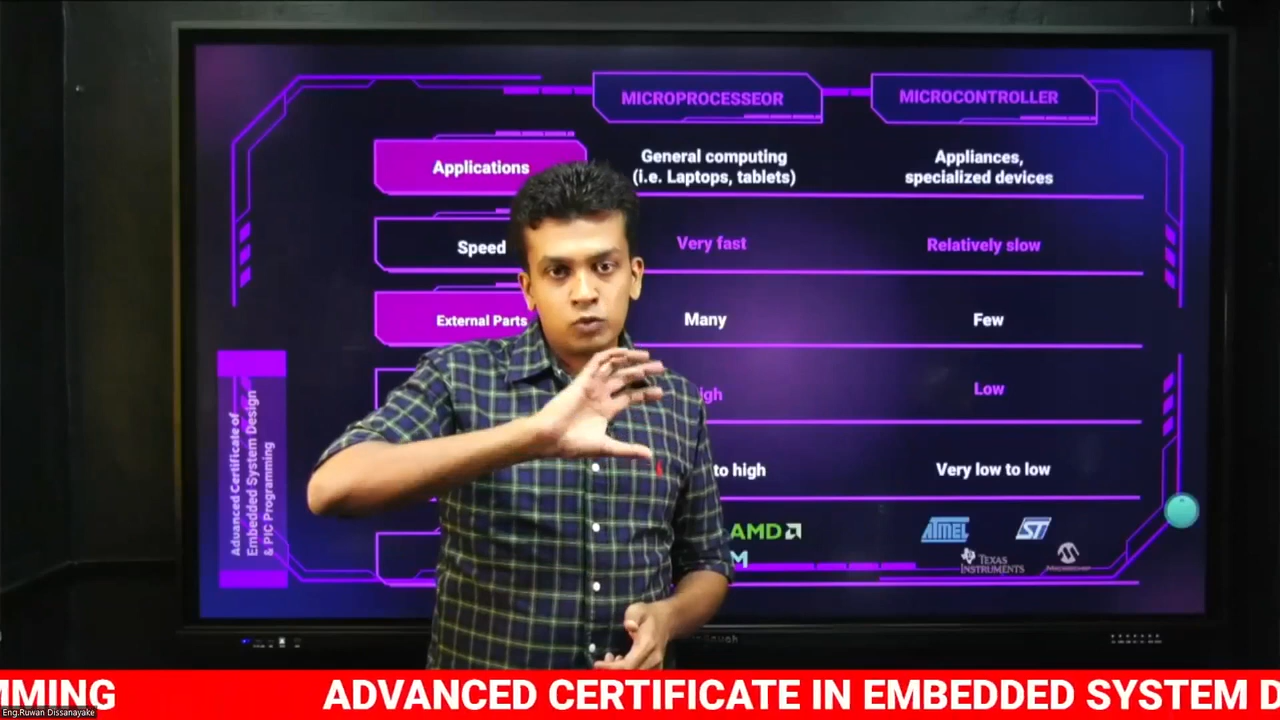 MICROPROCESSEOR
MICROCONTROLLER
Applications
General computing
(i.e. Laptops, tablets)
Appliances,
specialized devices
Speed
Very fast
Relatively slow
External Parts
Many
Few
igh
Low
to high
Very low to low
AMD
M
ATMEL
ST
TEXAS
INSTRUMENTS
MICROCHIP
Advanced Certificate of
Embedded System Design
& PIC Programming
MMING
ADVANCED CERTIFICATE IN EMBEDDED SYSTEM D
Eng.Ruwan Dissanayake